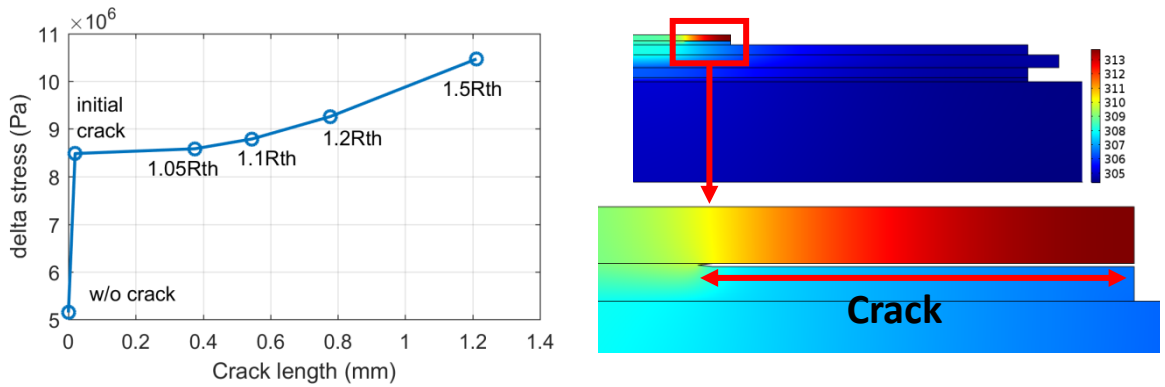 ×10⁶
11
10
9
8
7
6
5
delta stress (Pa)
initial
crack
w/o crack
1.05Rth
1.1Rth
1.2Rth
1.5Rth
0
0.2
0.4
0.6
0.8
1
1.2
1.4
Crack length (mm)
313
312
311
310
309
308
307
306
305
Crack